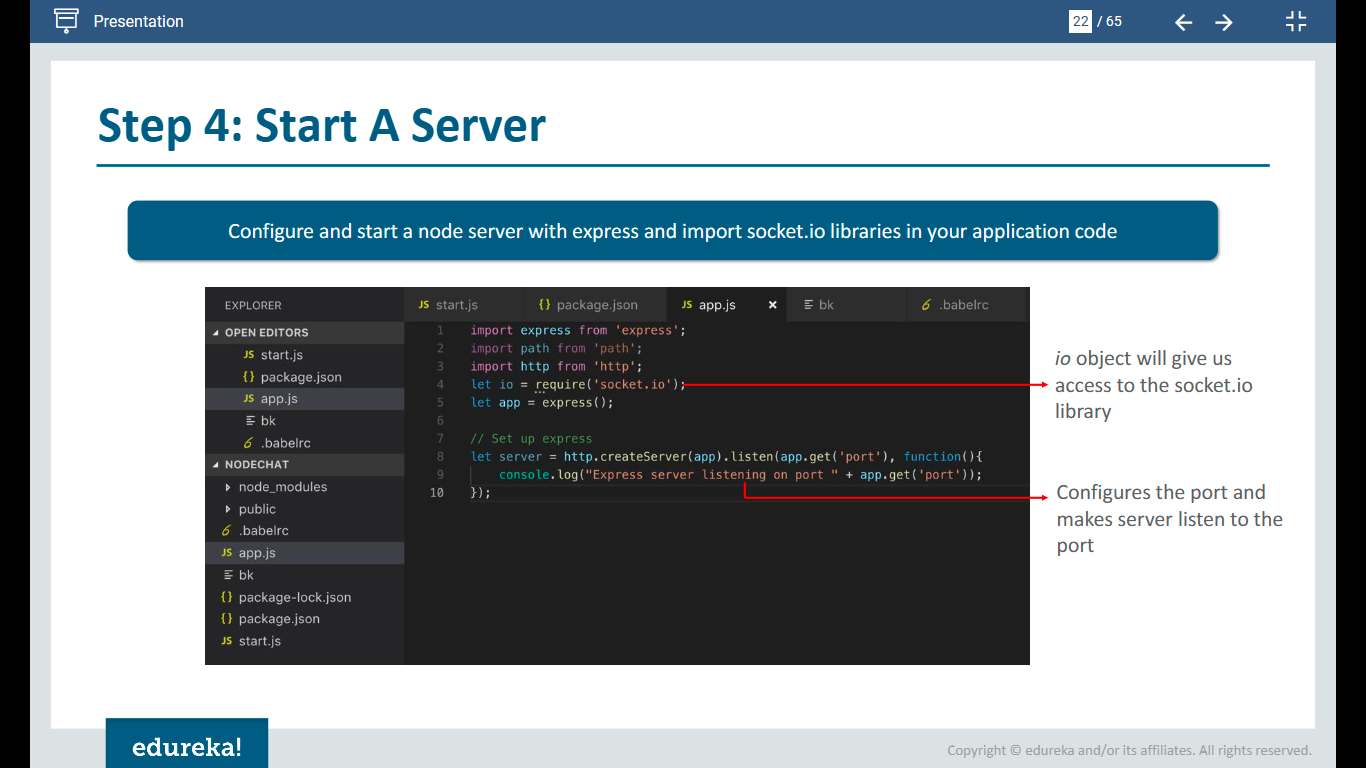 Presentation
22 / 65
Step 4: Start A Server
Configure and start a node server with express and import socket.io libraries in your application code
EXPLORER
OPEN EDITORS
JS start.js
{} package.json
JS app.js
bk
.babelrc
NODECHAT
node_modules
public
.babelrc
JS app.js
bk
{} package-lock.json
{} package.json
JS start.js
JS start.js {} package.json JS app.js × bk .babelrc
1 import express from 'express';
2 import path from 'path';
3 import http from 'http';
4 let io = require('socket.io');
5 let app = express();
6
7 // Set up express
8 let server = http.createServer(app).listen(app.get('port'), function(){
9 console.log("Express server listening on port " + app.get('port'));
10 });
io object will give us
access to the socket.io
library
Configures the port and
makes server listen to the
port
edureka!
Copyright © edureka and/or its affiliates. All rights reserved.